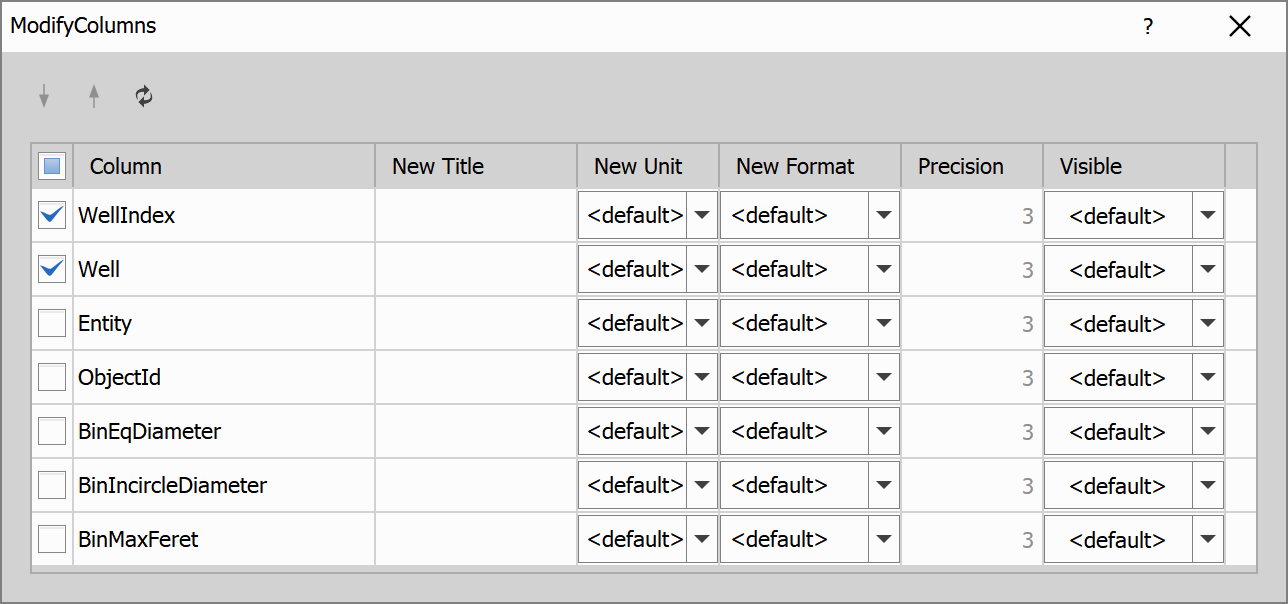 ModifyColumns ?
Column New Title New Unit New Format Precision Visible
WellIndex <default> <default> 3 <default>
Well <default> <default> 3 <default>
Entity <default> <default> 3 <default>
ObjectId <default> <default> 3 <default>
BinEqDiameter <default> <default> 3 <default>
BinIncircleDiameter <default> <default> 3 <default>
BinMaxFeret <default> <default> 3 <default>